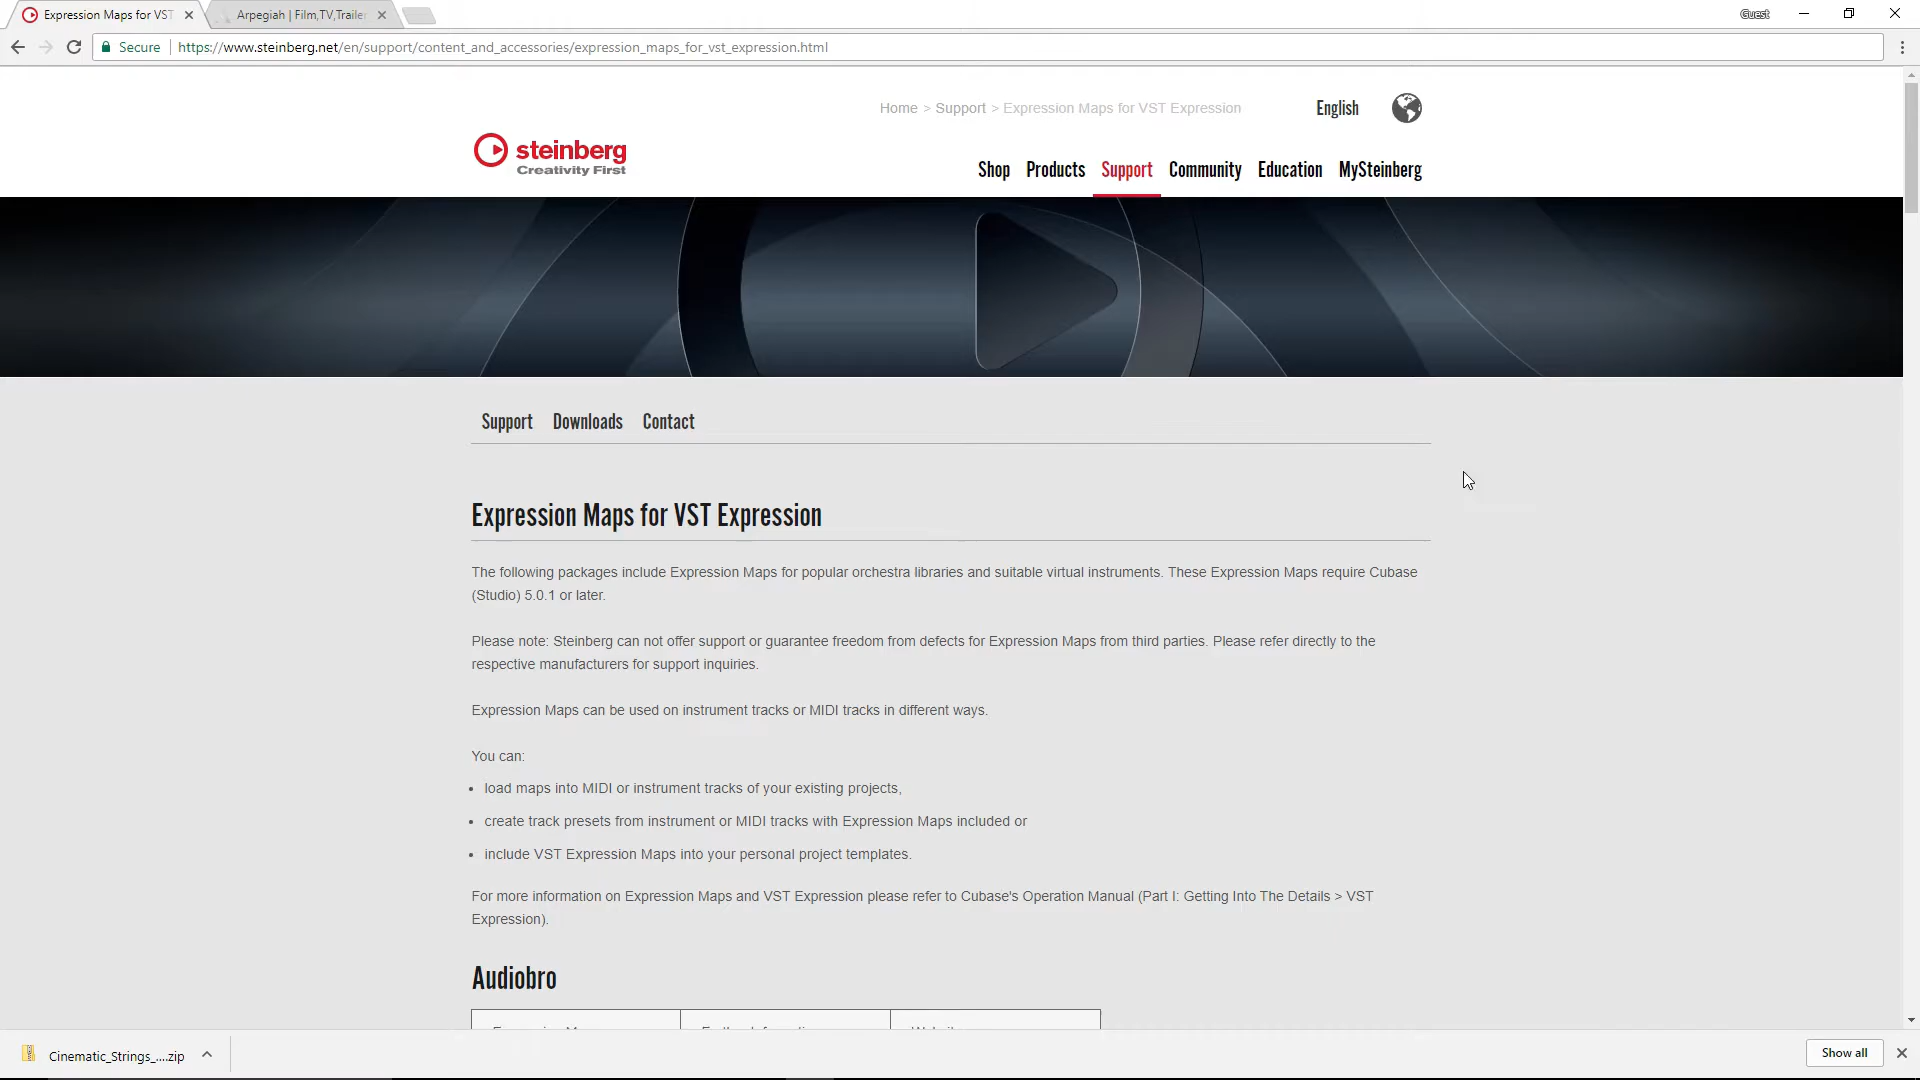 Expression Maps for VST
Arpegiah | Film,TV,Trailer
Guest
Secure
https://www.steinberg.net/en/support/content_and_accessories/expression_maps_for_vst_expression.html
Home > Support > Expression Maps for VST Expression
English
steinberg
Creativity First
Shop Products Support Community Education MySteinberg
Support Downloads Contact
Expression Maps for VST Expression
The following packages include Expression Maps for popular orchestra libraries and suitable virtual instruments. These Expression Maps require Cubase
(Studio) 5.0.1 or later.
Please note: Steinberg can not offer support or guarantee freedom from defects for Expression Maps from third parties. Please refer directly to the
respective manufacturers for support inquiries.
Expression Maps can be used on instrument tracks or MIDI tracks in different ways.
You can:
• load maps into MIDI or instrument tracks of your existing projects,
• create track presets from instrument or MIDI tracks with Expression Maps included or
• include VST Expression Maps into your personal project templates.
For more information on Expression Maps and VST Expression please refer to Cubase's Operation Manual (Part I: Getting Into The Details > VST
Expression).
Audiobro
Cinematic_Strings_....zip
Show all